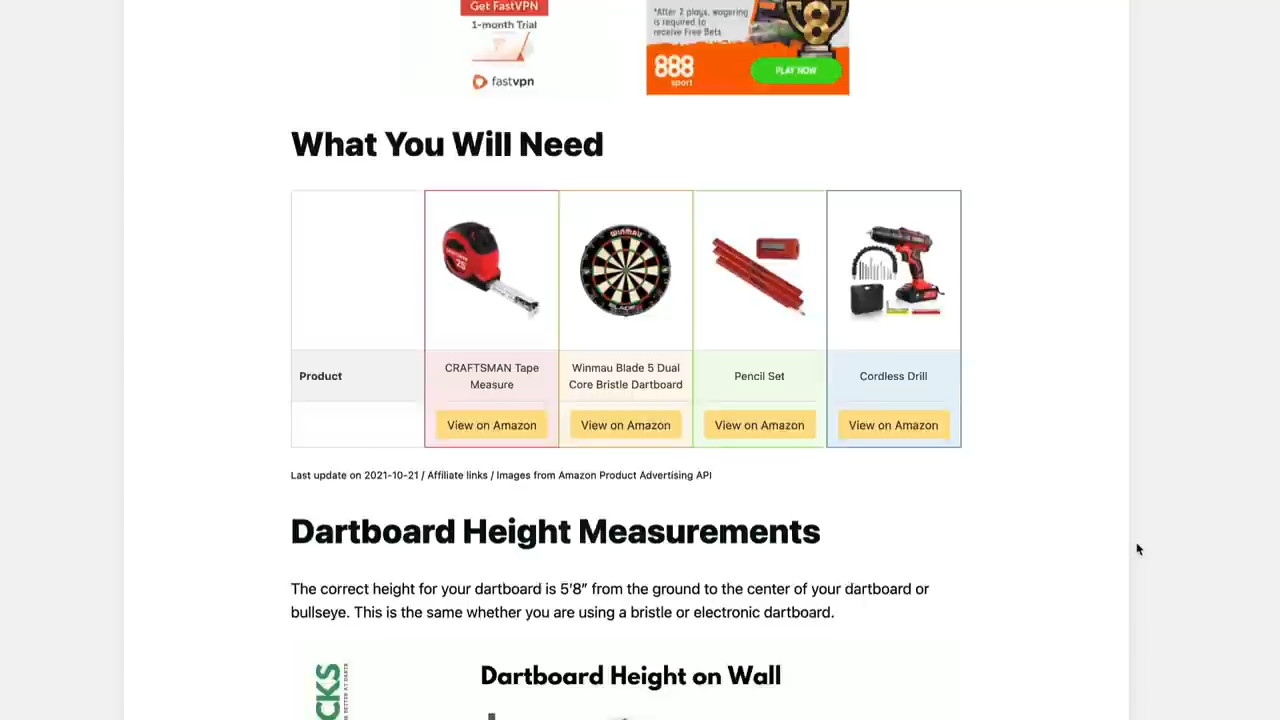 Get FastVPN
1-month Trial
fastvpn
*After 2 plays, wagering
is required to
receive Free Bets
8
888
sport
PLAY NOW
What You Will Need
WINMAU
BLADE
25'
Product
CRAFTSMAN Tape
Measure
Winmau Blade 5 Dual
Core Bristle Dartboard
Pencil Set
Cordless Drill
View on Amazon
View on Amazon
View on Amazon
View on Amazon
Last update on 2021-10-21 / Affiliate links / Images from Amazon Product Advertising API
Dartboard Height Measurements
The correct height for your dartboard is 5’8” from the ground to the center of your dartboard or
bullseye. This is the same whether you are using a bristle or electronic dartboard.
CKS
Dartboard Height on Wall